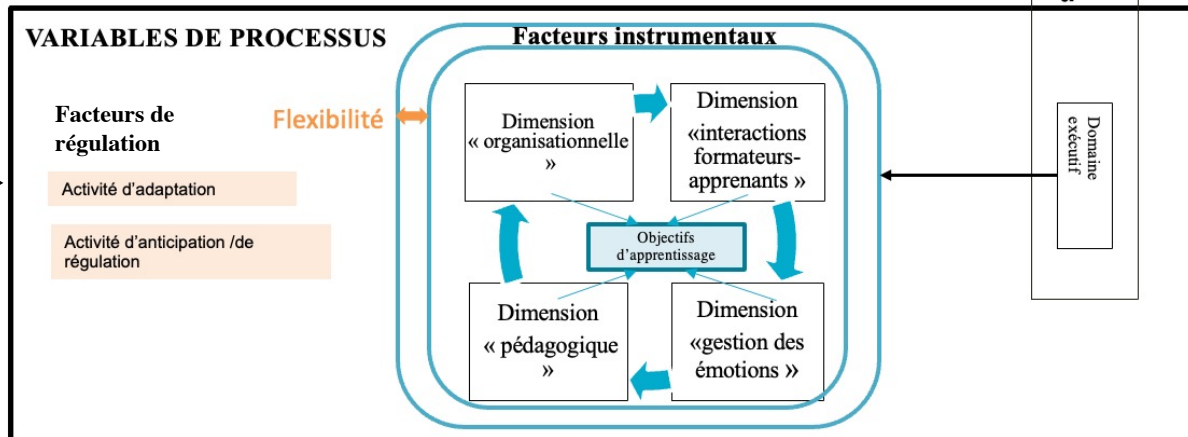 VARIABLES DE PROCESSUS
Facteurs instrumentaux
Facteurs de
régulation
Flexibilité
Activité d'adaptation
Activité d'anticipation /de
régulation
Dimension
« organisationnelle
»
Dimension
«interactions
formateurs-
apprenants »
Objectifs
d'apprentissage
Dimension
« pédagogique
»
Dimension
«gestion des
émotions »
Domaine
exécutif